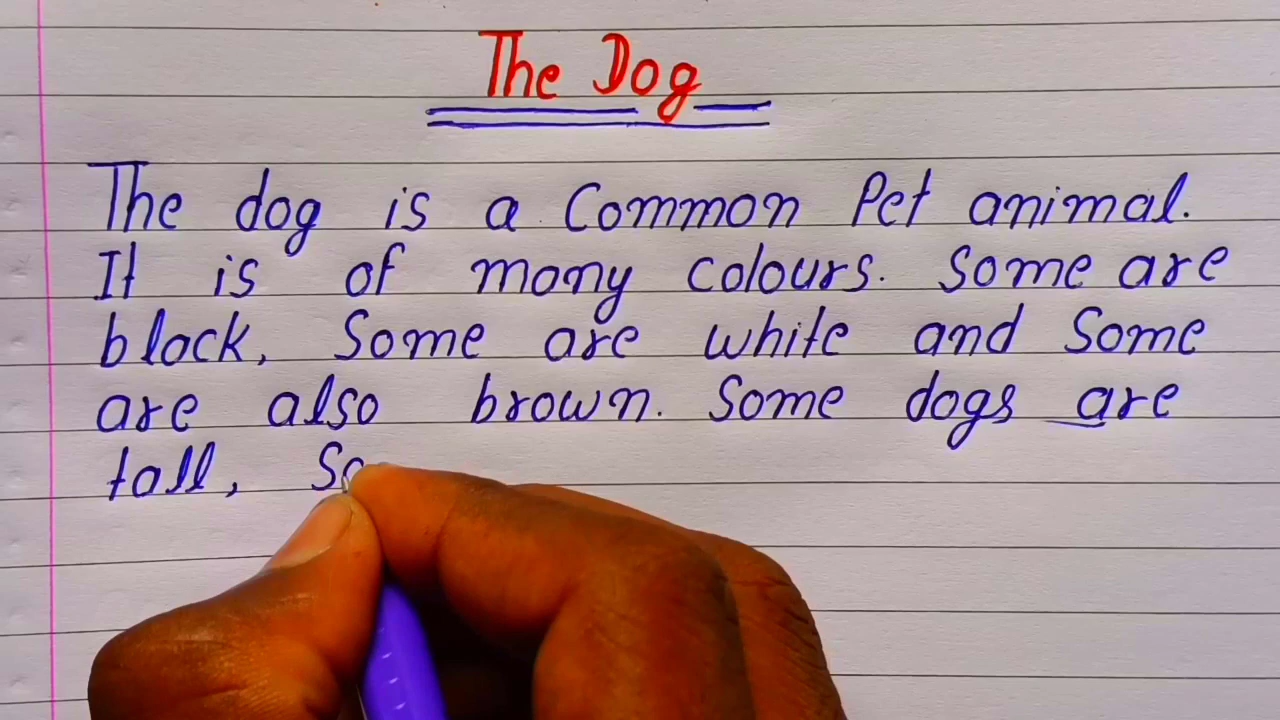 The Dog
The dog is a Common Pet animal.
It is of many colours. Some are
black, Some are white and Some
are also brown. Some dogs are
tall, So